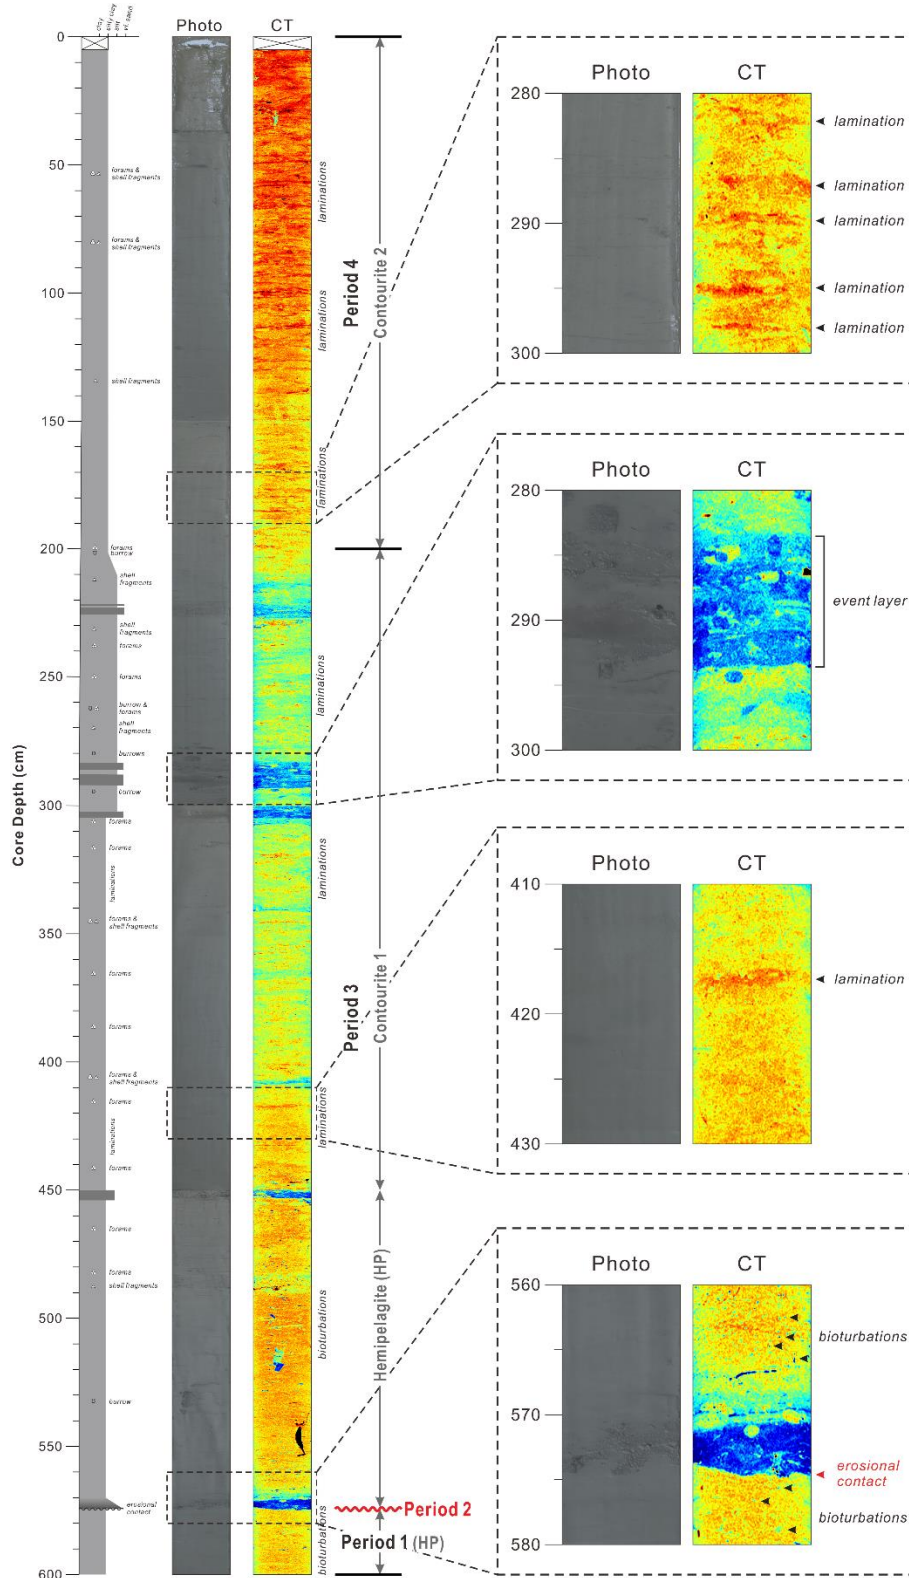 clay
silty clay
silt
vf. sand
Photo
CT
0
50
100
150
200
250
300
350
400
450
500
550
600
Core Depth (cm)
forams &
shell fragments
forams &
shell fragments
shell fragments
forams
burrow
shell
fragments
shell
fragments
forams
forams
burrow &
forams
shell
fragments
burrows
burrow
forams
forams
laminations
forams &
shell fragments
forams
forams
forams &
shell fragments
forams
laminations
forams
forams
forams
shell fragments
burrow
erosional
contact
laminations
laminations
laminations
laminations
laminations
laminations
bioturbations
bioturbations
Period 4
Contourite 2
Period 3
Contourite 1
Hemipelagite (HP)
Period 2
Period 1 (HP)
Photo
CT
280
290
300
lamination
lamination
lamination
lamination
lamination
Photo
CT
280
290
300
event layer
Photo
CT
410
420
430
lamination
Photo
CT
560
570
580
bioturbations
erosional
contact
bioturbations